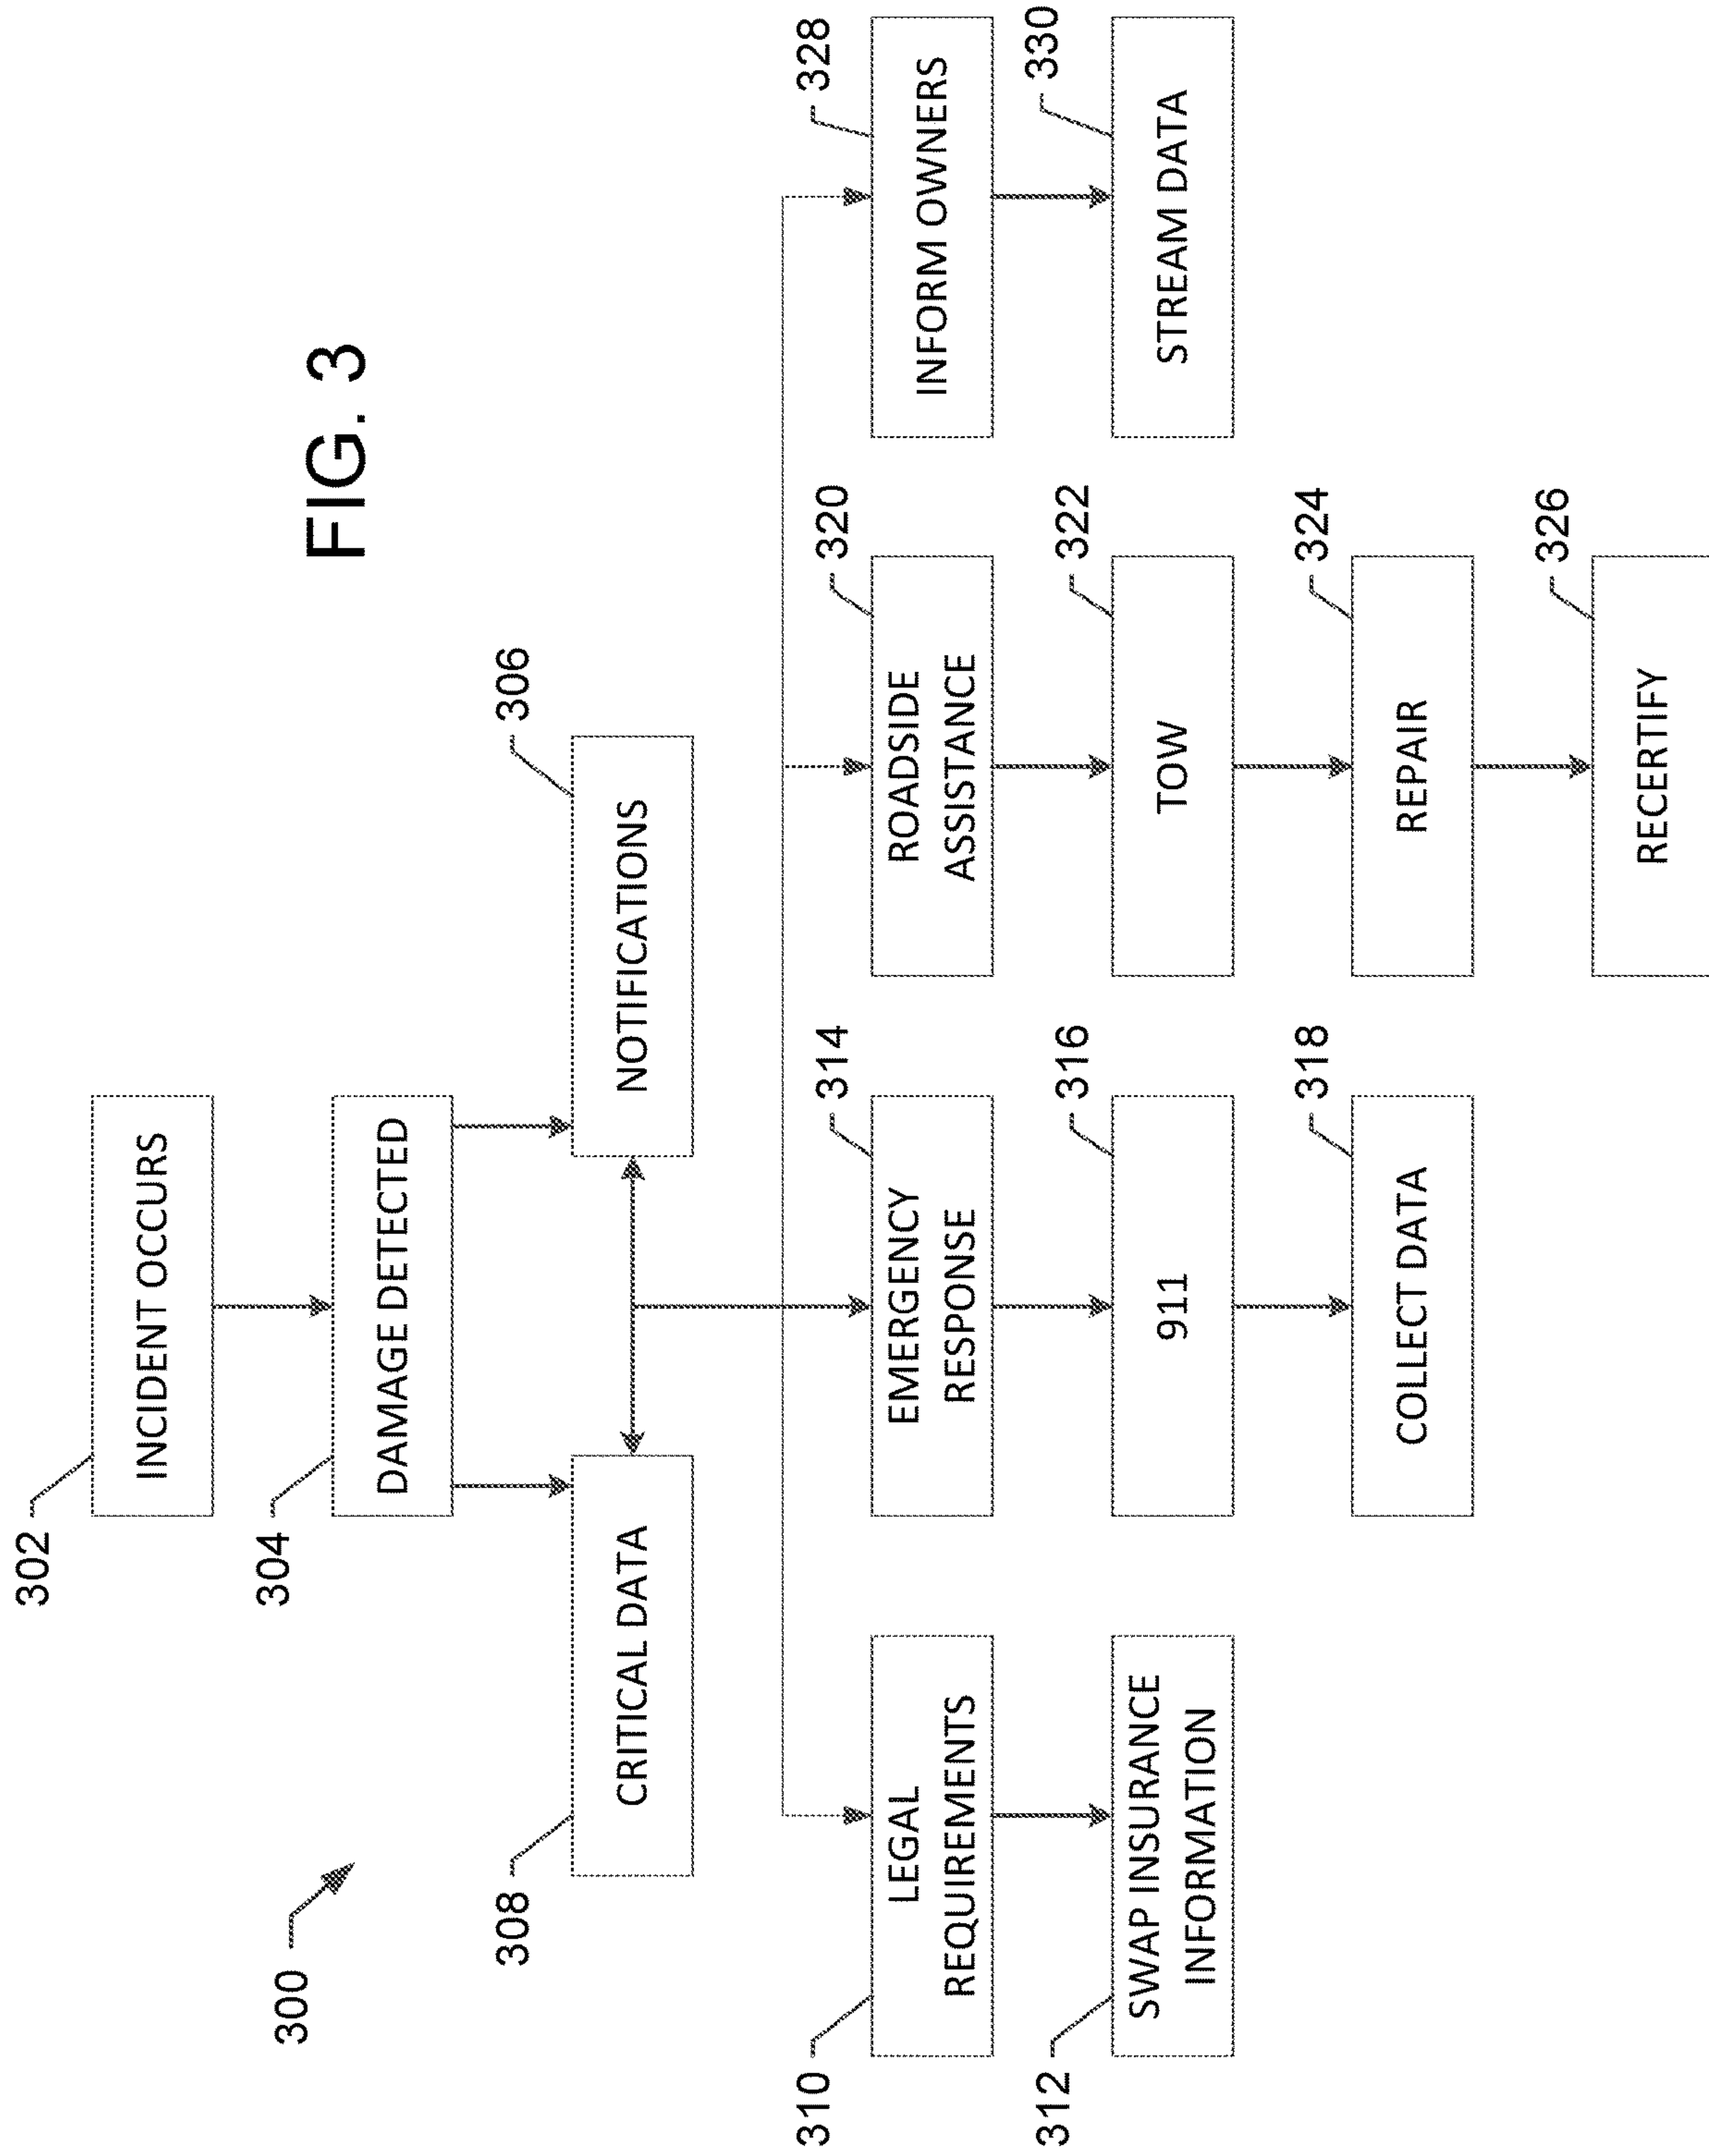 FIG. 3
300
302
INCIDENT OCCURS
304
DAMAGE DETECTED
308
CRITICAL DATA
306
NOTIFICATIONS
310
LEGAL
REQUIREMENTS
314
EMERGENCY
RESPONSE
320
ROADSIDE
ASSISTANCE
328
INFORM OWNERS
312
SWAP INSURANCE
INFORMATION
316
911
322
TOW
330
STREAM DATA
318
COLLECT DATA
324
REPAIR
326
RECERTIFY